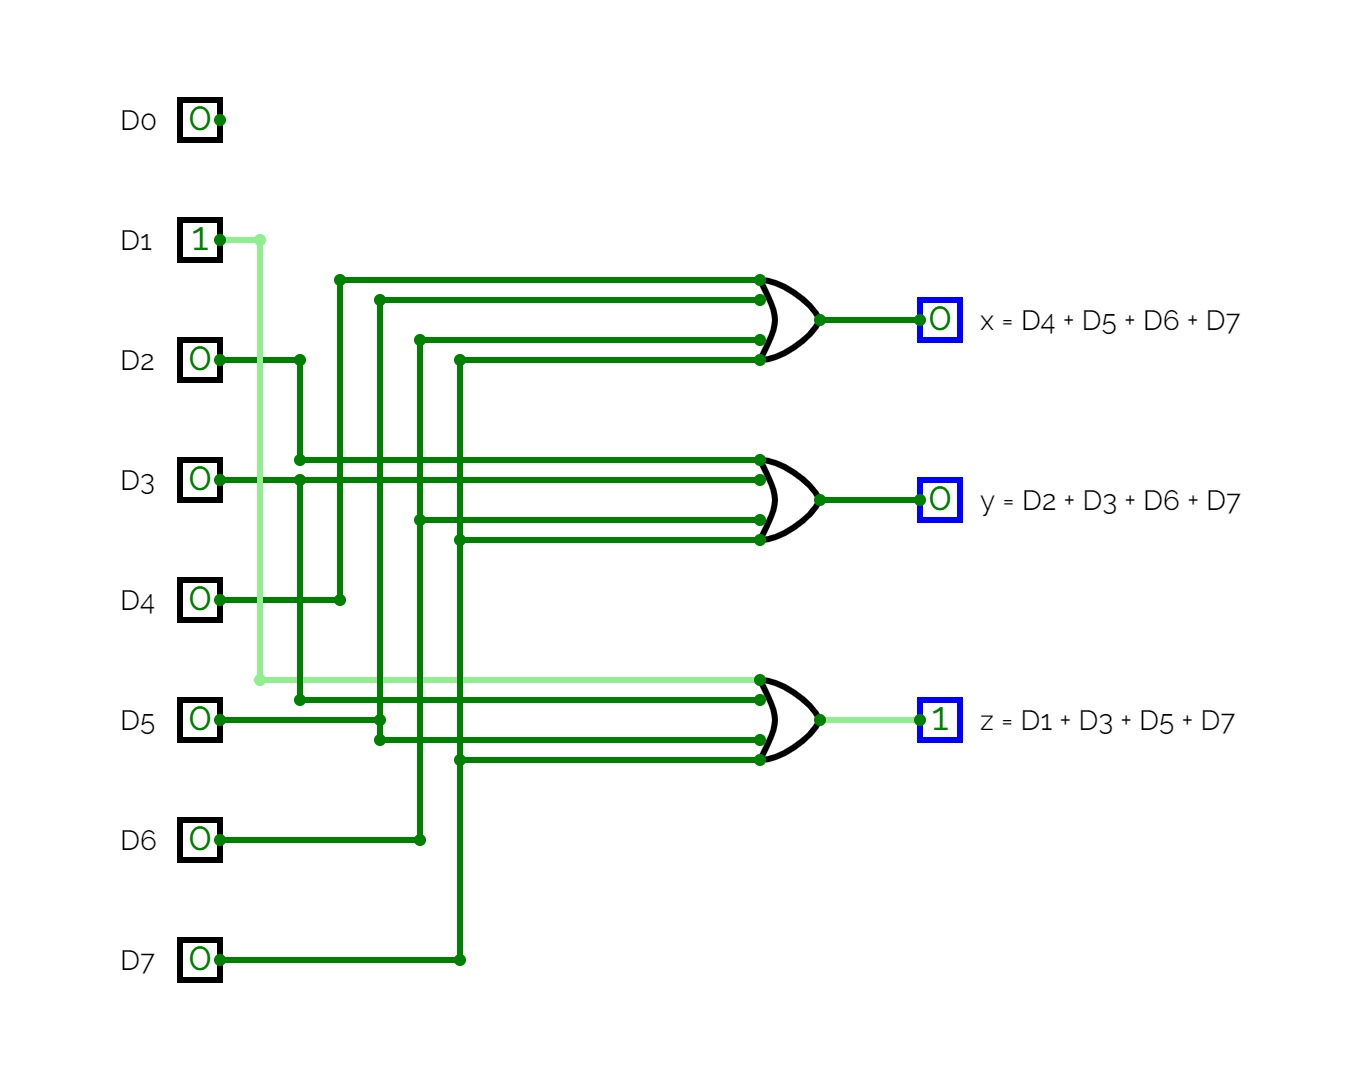 D0 0
D1 1
x = D4 + D5 + D6 + D7 0
D2 0
D3 0
y = D2 + D3 + D6 + D7 0
D4 0
D5 0
z = D1 + D3 + D5 + D7 1
D6 0
D7 0